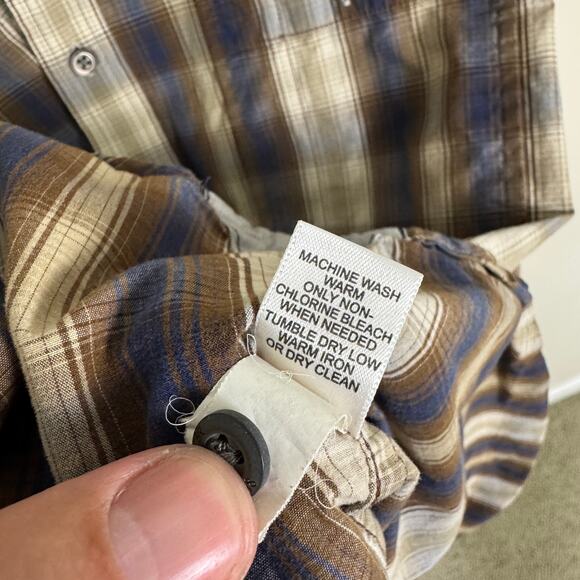 MACHINE WASH
WARM
ONLY NON-
CHLORINE BLEACH
WHEN NEEDED
TUMBLE DRY LOW
WARM IRON
OR DRY CLEAN